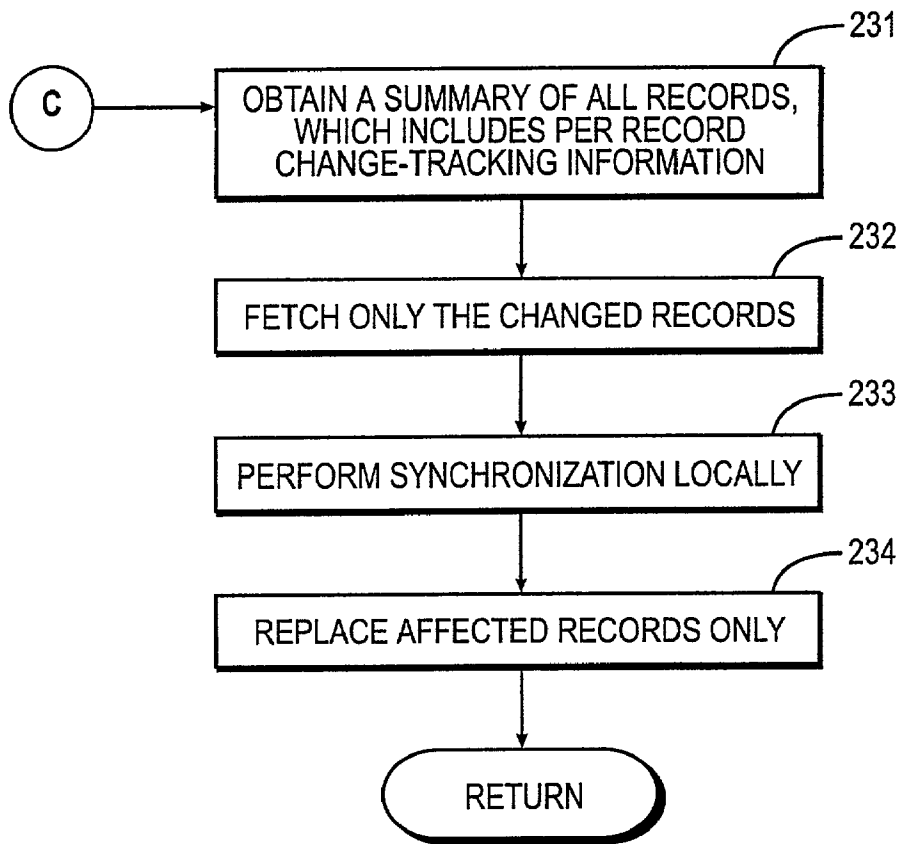 231
C
OBTAIN A SUMMARY OF ALL RECORDS,
WHICH INCLUDES PER RECORD
CHANGE-TRACKING INFORMATION
232
FETCH ONLY THE CHANGED RECORDS
233
PERFORM SYNCHRONIZATION LOCALLY
234
REPLACE AFFECTED RECORDS ONLY
RETURN